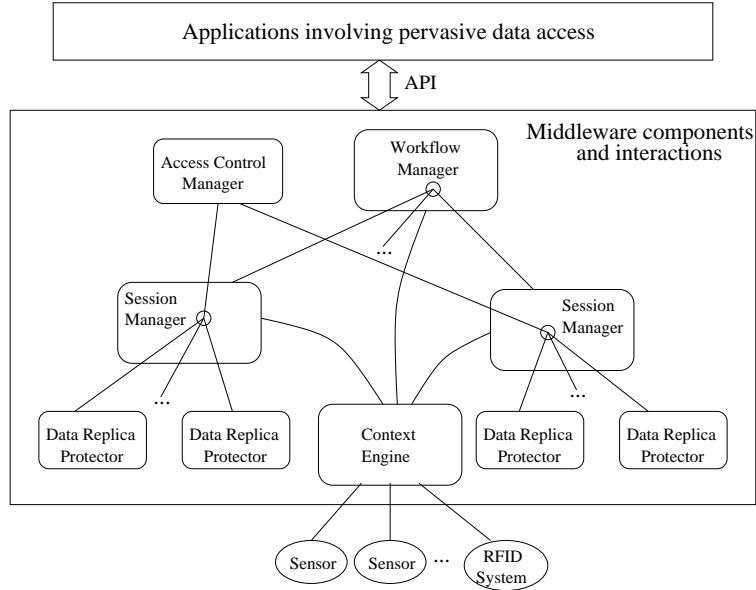 Applications involving pervasive data access
API
Middleware components
and interactions
Access Control
Manager
Workflow
Manager
...
Session
Manager
Session
Manager
...
...
Data Replica
Protector
Data Replica
Protector
Context
Engine
Data Replica
Protector
Data Replica
Protector
Sensor
Sensor
...
RFID
System